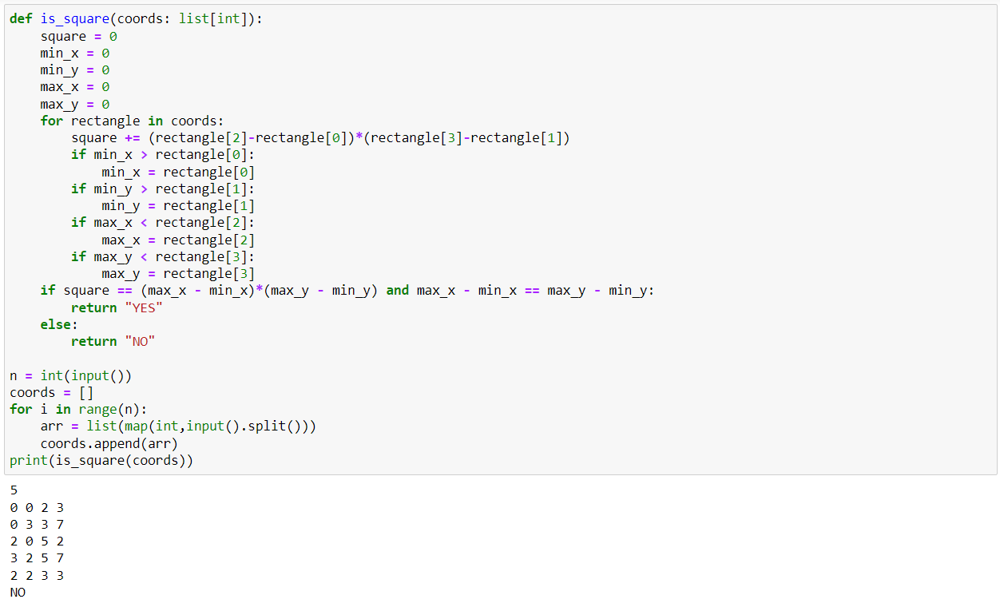 def is_square(coords: list[int]):
    square = 0
    min_x = 0
    min_y = 0
    max_x = 0
    max_y = 0
    for rectangle in coords:
        square += (rectangle[2]-rectangle[0])*(rectangle[3]-rectangle[1])
        if min_x > rectangle[0]:
            min_x = rectangle[0]
        if min_y > rectangle[1]:
            min_y = rectangle[1]
        if max_x < rectangle[2]:
            max_x = rectangle[2]
        if max_y < rectangle[3]:
            max_y = rectangle[3]
    if square == (max_x - min_x)*(max_y - min_y) and max_x - min_x == max_y - min_y:
        return "YES"
    else:
        return "NO"

n = int(input())
coords = []
for i in range(n):
    arr = list(map(int,input().split()))
    coords.append(arr)
print(is_square(coords))
5
0 0 2 3
0 3 3 7
2 0 5 2
3 2 5 7
2 2 3 3
NO